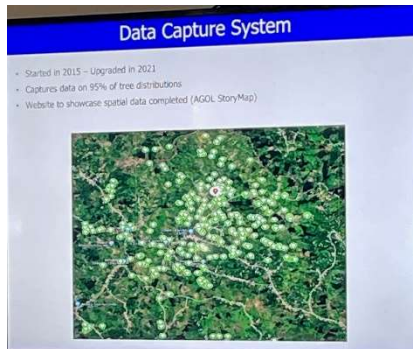 Data Capture System
• Started in 2015 – Upgraded in 2021
• Captures data on 95% of tree distributions
• Website to showcase spatial data completed (AGOL StoryMap)